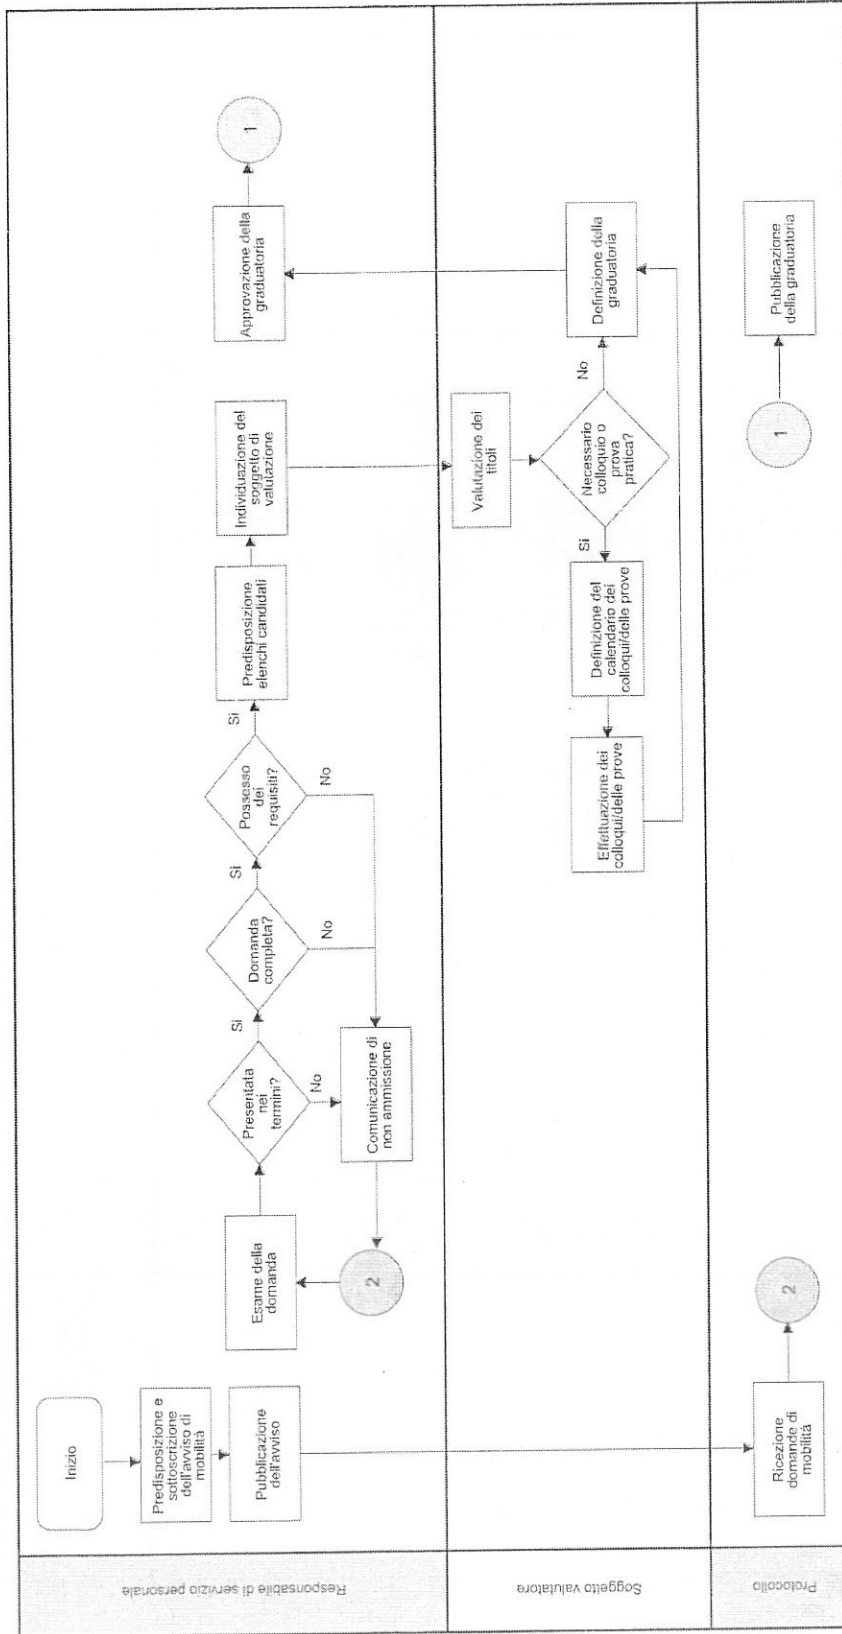 Responsabile di servizio personale
Inizio
Predisposizione e
sottoscrizione
dell'avviso di
mobilità
Pubblicazione
dell'avviso
Esame della
domanda
2
Presentata
nei
termini?
Si
No
Comunicazione di
non ammissione
Domanda
completa?
Si
No
Possesso
dei
requisiti?
Si
No
Predisposizione
elenchi candidati
Individuazione del
soggetto di
valutazione
Approvazione della
graduatoria
1
Soggetto valutatore
Valutazione dei
titoli
Necessario
colloquio o
prova
pratica?
Si
No
Definizione del
calendario dei
colloqui/delle prove
Effettuazione dei
colloqui/delle prove
Definizione della
graduatoria
Protocollo
Ricezione
domande di
mobilità
2
1
Pubblicazione
della graduatoria